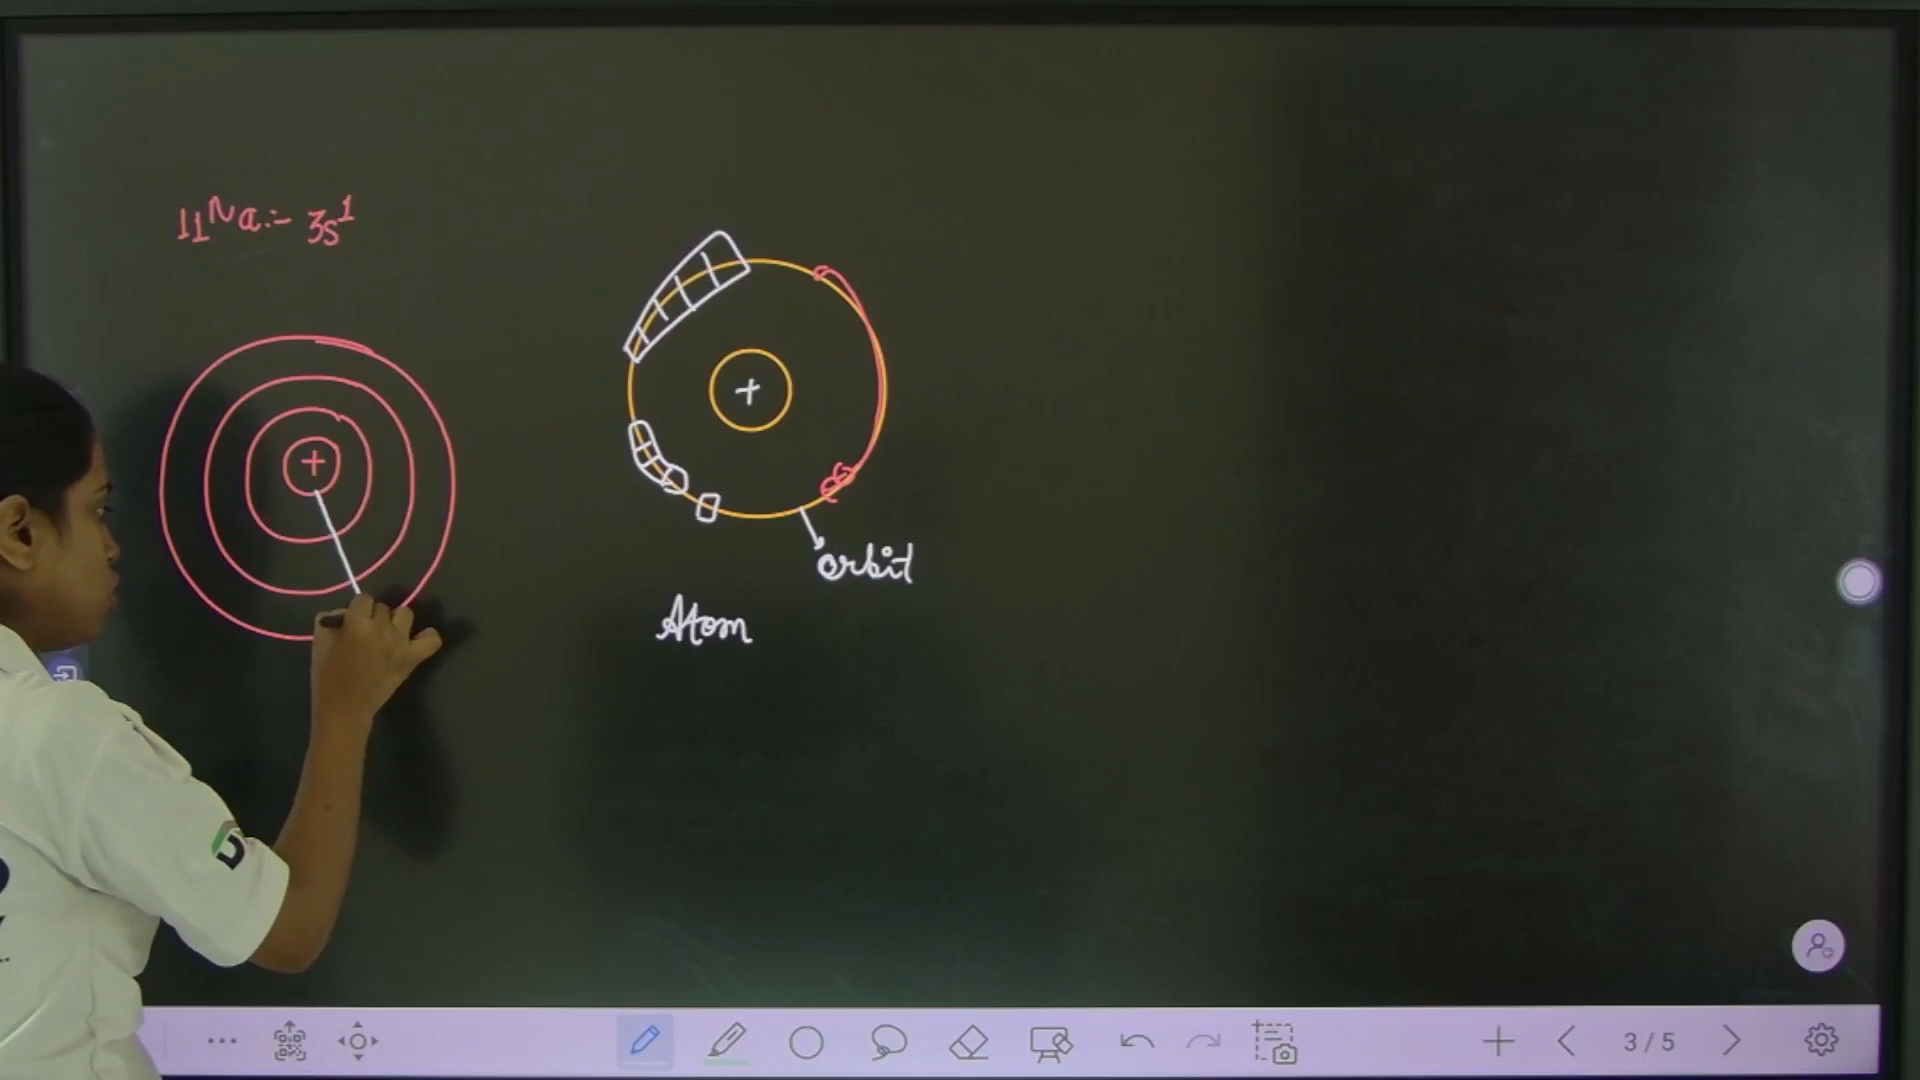 11Na:- 3s1
+
+
orbit
Atom
3 / 5